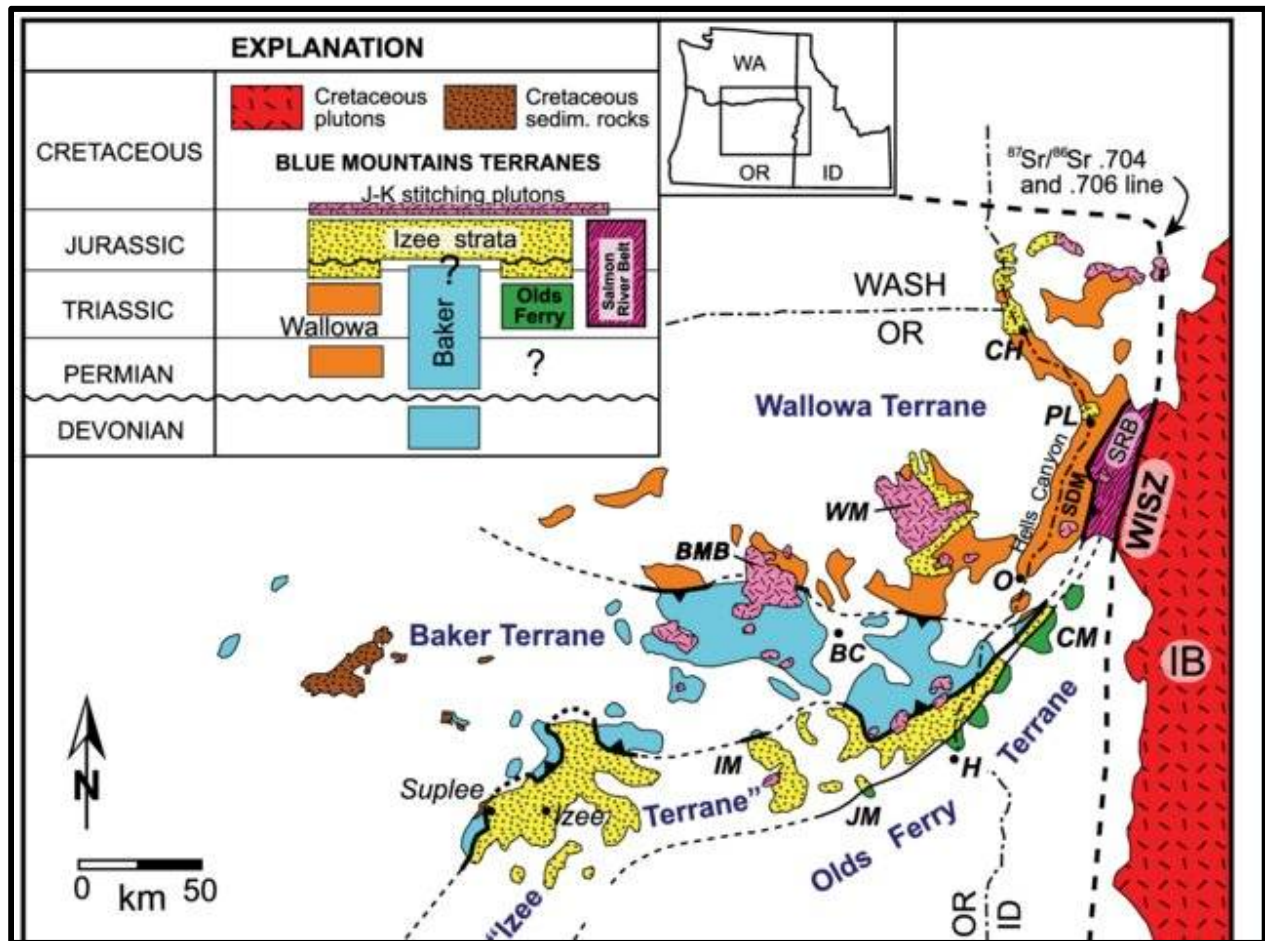 EXPLANATION
CRETACEOUS
Cretaceous
plutons
Cretaceous
sedim. rocks
BLUE MOUNTAINS TERRANES
J-K stitching plutons
JURASSIC
Izee strata
?
TRIASSIC
Wallowa
Baker
Olds
Ferry
Salmon
River Belt
PERMIAN
?
DEVONIAN
WA
OR
ID
⁸⁷Sr/⁸⁶Sr .704
and .706 line
WASH
OR
CH
Wallowa Terrane
PL
Hells Canyon
SRB
SDM
WISZ
WM
BMB
O
Baker Terrane
BC
CM
IB
N
Suplee
Izee
IM
H
JM
"Izee
Terrane"
Olds Ferry Terrane
OR
ID
0 50
km